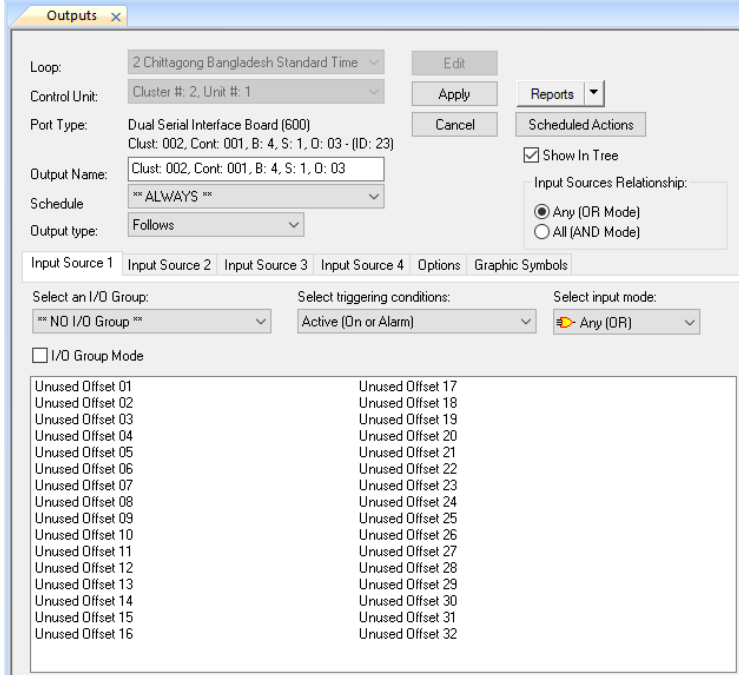 Outputs
Loop:
2 Chittagong Bangladesh Standard Time
Edit
Control Unit:
Cluster #: 2, Unit #: 1
Apply
Reports
Port Type:
Dual Serial Interface Board (600)
Clust: 002, Cont: 001, B: 4, S: 1, O: 03 - (ID: 23)
Cancel
Scheduled Actions
Show In Tree
Output Name:
Clust: 002, Cont: 001, B: 4, S: 1, O: 03
Input Sources Relationship:
Schedule
** ALWAYS **
Any (OR Mode)
Output type:
Follows
All (AND Mode)
Input Source 1
Input Source 2
Input Source 3
Input Source 4
Options
Graphic Symbols
Select an I/O Group:
Select triggering conditions:
Select input mode:
** NO I/O Group **
Active (On or Alarm)
Any (OR)
I/O Group Mode
Unused Offset 01
Unused Offset 02
Unused Offset 03
Unused Offset 04
Unused Offset 05
Unused Offset 06
Unused Offset 07
Unused Offset 08
Unused Offset 09
Unused Offset 10
Unused Offset 11
Unused Offset 12
Unused Offset 13
Unused Offset 14
Unused Offset 15
Unused Offset 16
Unused Offset 17
Unused Offset 18
Unused Offset 19
Unused Offset 20
Unused Offset 21
Unused Offset 22
Unused Offset 23
Unused Offset 24
Unused Offset 25
Unused Offset 26
Unused Offset 27
Unused Offset 28
Unused Offset 29
Unused Offset 30
Unused Offset 31
Unused Offset 32